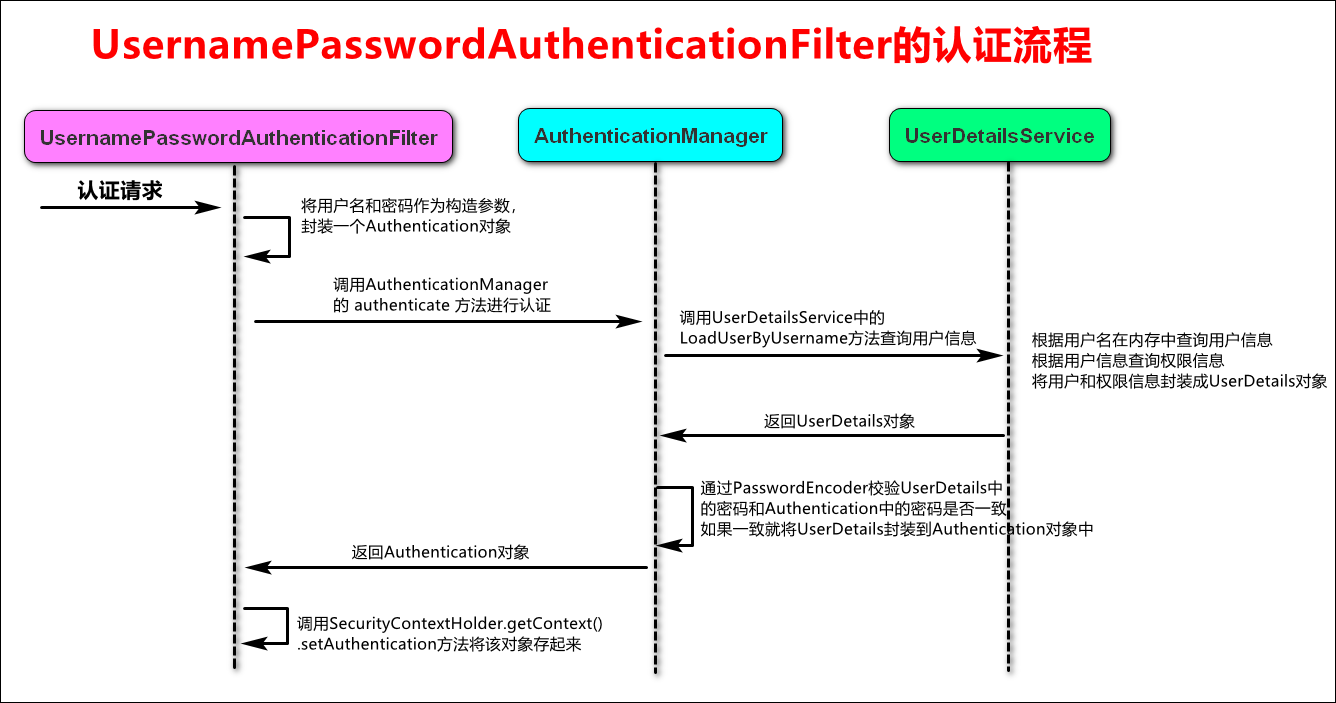 UsernamePasswordAuthenticationFilter的认证流程
UsernamePasswordAuthenticationFilter
AuthenticationManager
UserDetailsService
认证请求
将用户名和密码作为构造参数，
封装一个Authentication对象
调用AuthenticationManager
的 authenticate 方法进行认证
调用UserDetailsService中的
LoadUserByUsername方法查询用户信息
根据用户名在内存中查询用户信息
根据用户信息查询权限信息
将用户和权限信息封装成UserDetails对象
返回UserDetails对象
通过PasswordEncoder校验UserDetails中
的密码和Authentication中的密码是否一致
如果一致就将UserDetails封装到Authentication对象中
返回Authentication对象
调用SecurityContextHolder.getContext()
.setAuthentication方法将该对象存起来